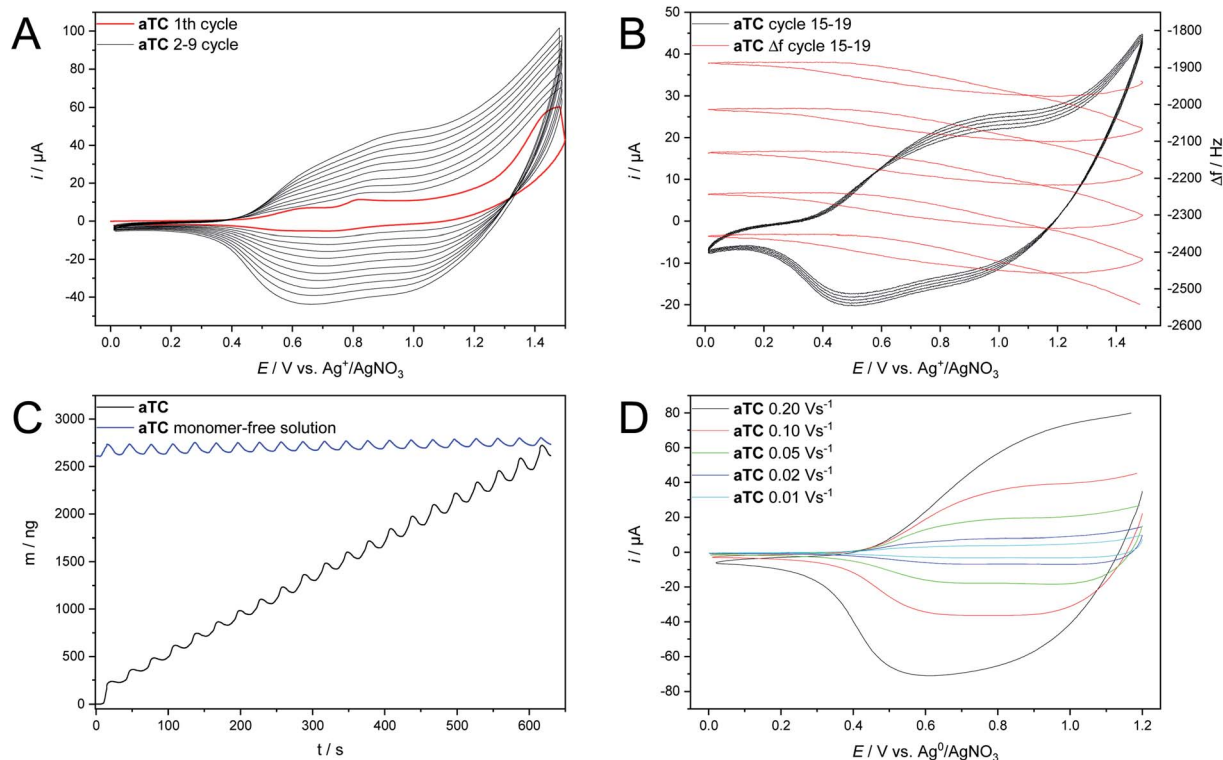 A
aTC 1th cycle
aTC 2-9 cycle
100
80
60
40
20
0
-20
-40
i / µA
0.0 0.2 0.4 0.6 0.8 1.0 1.2 1.4
E / V vs. Ag⁺/AgNO₃
B
aTC cycle 15-19
aTC Δf cycle 15-19
50
40
30
20
10
0
-10
-20
i / µA
-1800
-1900
-2000
-2100
-2200
-2300
-2400
-2500
-2600
Δf / Hz
0.0 0.2 0.4 0.6 0.8 1.0 1.2 1.4
E / V vs. Ag⁺/AgNO₃
C
aTC
aTC monomer-free solution
3000
2750
2500
2250
2000
1750
1500
1250
1000
750
500
250
0
m / ng
0 100 200 300 400 500 600
t / s
D
aTC 0.20 Vs⁻¹
aTC 0.10 Vs⁻¹
aTC 0.05 Vs⁻¹
aTC 0.02 Vs⁻¹
aTC 0.01 Vs⁻¹
80
60
40
20
0
-20
-40
-60
-80
i / µA
0.0 0.2 0.4 0.6 0.8 1.0 1.2
E / V vs. Ag⁰/AgNO₃